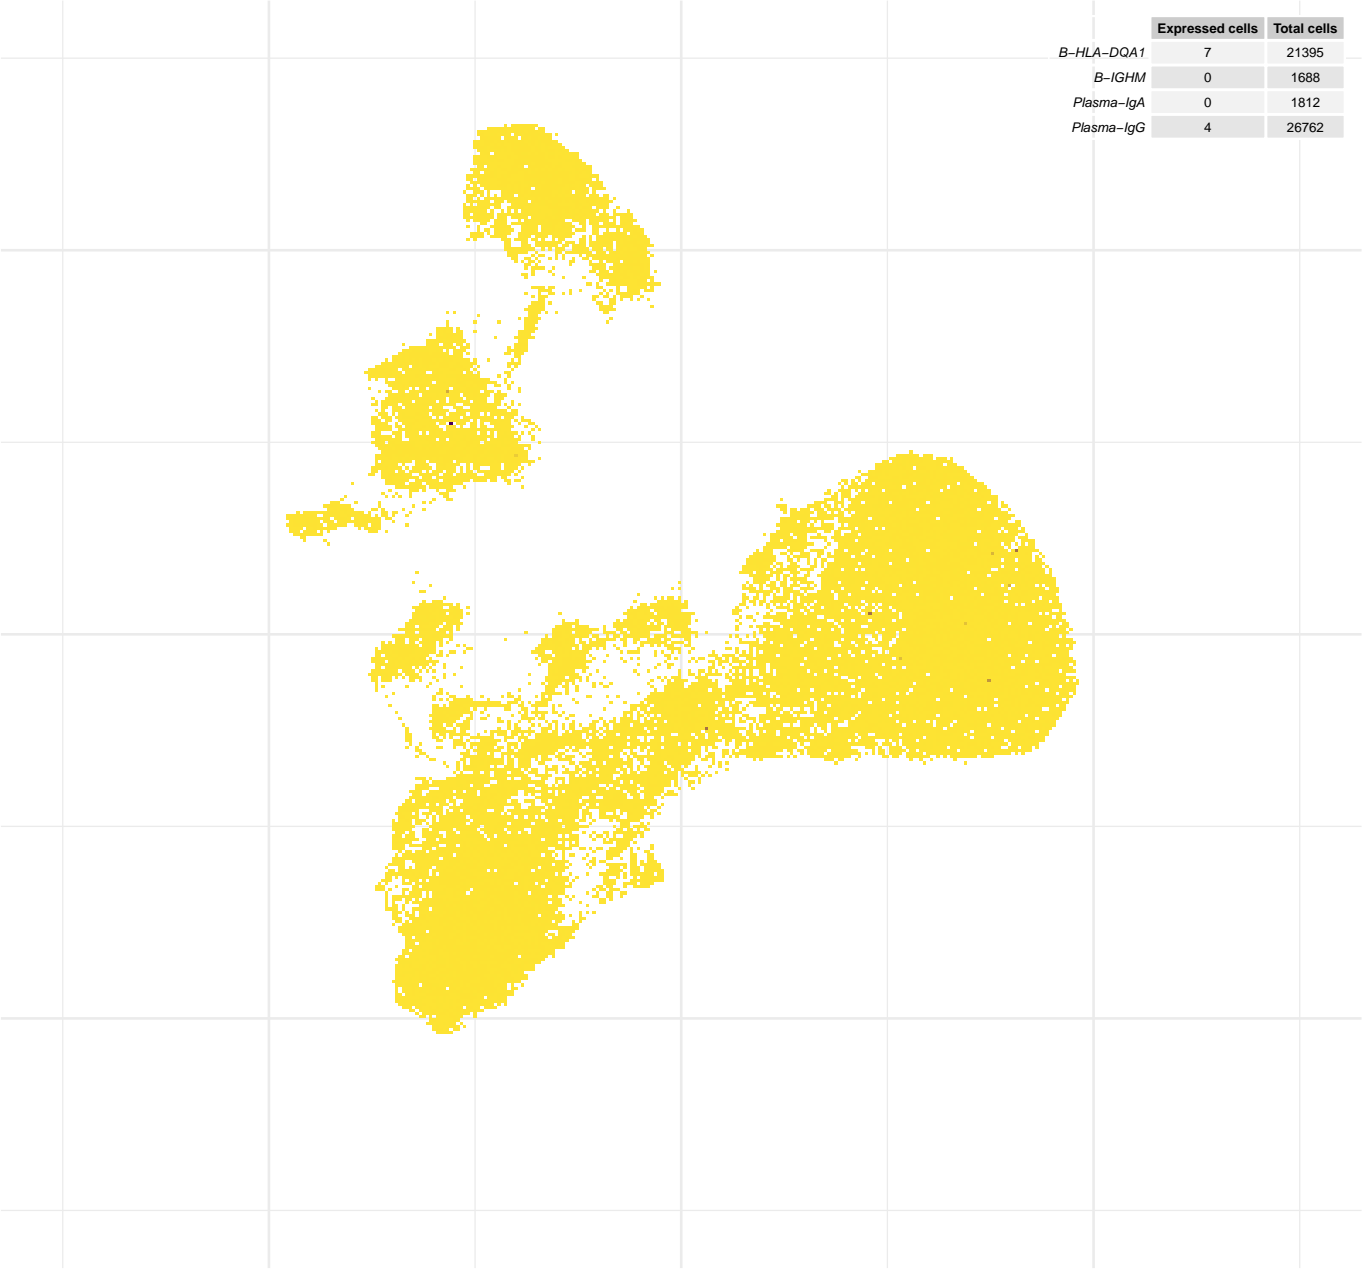 Expressed cells Total cells
B−HLA−DQA1 7 21395
B−IGHM 0 1688
Plasma−IgA 0 1812
Plasma−IgG 4 26762